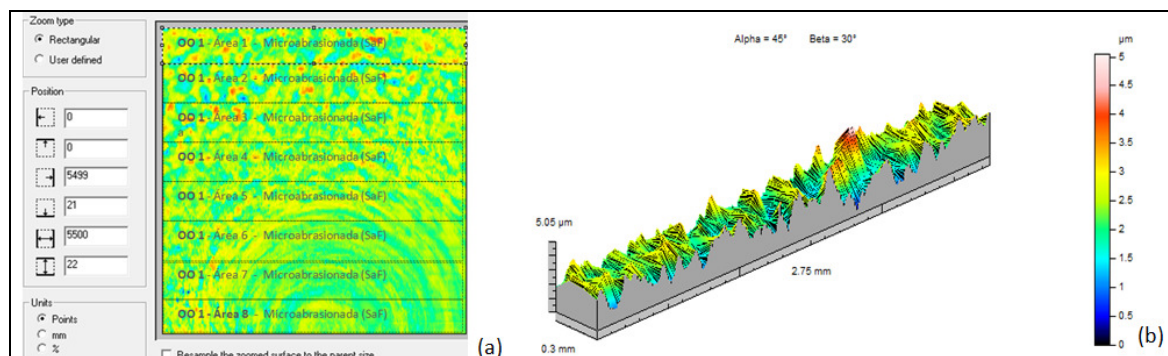 Zoom type
Rectangular
User defined
Position
0
0
5499
21
5500
22
Units
Points
mm
%
OO 1 - Área 1 - Microabrasionada (SaF)
OO 1 - Área 2 - Microabrasionada (SaF)
OO 1 - Área 3 - Microabrasionada (SaF)
OO 1 - Área 4 - Microabrasionada (SaF)
OO 1 - Área 5 - Microabrasionada (SaF)
OO 1 - Área 6 - Microabrasionada (SaF)
OO 1 - Área 7 - Microabrasionada (SaF)
OO 1 - Área 8 - Microabrasionada (SaF)
Resample the zoomed surface to the parent size
(a)
Alpha = 45° Beta = 30°
5.05 µm
2.75 mm
0.3 mm
µm
5
4.5
4
3.5
3
2.5
2
1.5
1
0.5
0
(b)